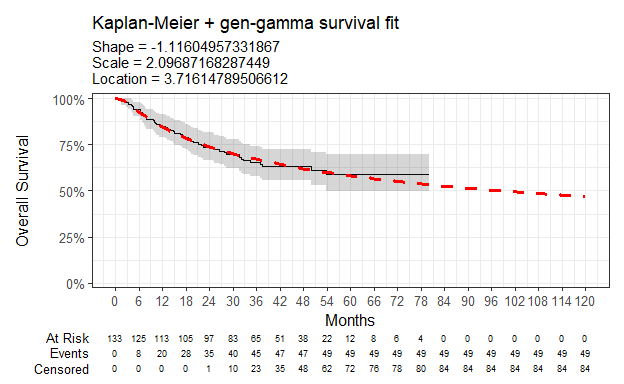 Kaplan-Meier + gen-gamma survival fit
Shape = -1.11604957331867
Scale = 2.09687168287449
Location = 3.71614789506612
100%
75%
50%
25%
0%
Overall Survival
0 6 12 18 24 30 36 42 48 54 60 66 72 78 84 90 96 102 108 114 120
Months
At Risk 133 125 113 105 97 83 65 51 38 22 12 8 6 4 0 0 0 0 0 0 0
Events 0 8 20 28 35 40 45 47 47 49 49 49 49 49 49 49 49 49 49 49 49
Censored 0 0 0 0 1 10 23 35 48 62 72 76 78 80 84 84 84 84 84 84 84